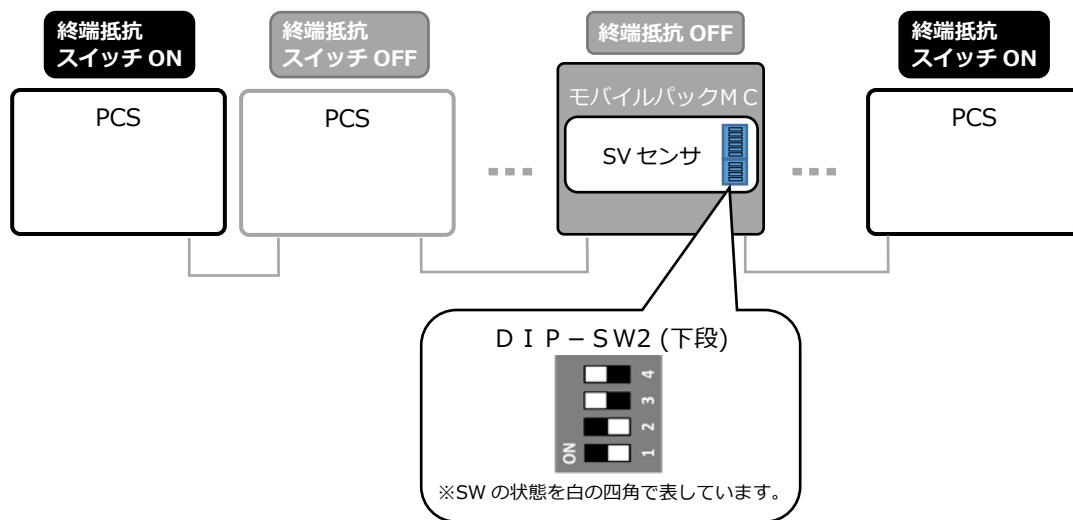 終端抵抗
スイッチ ON
終端抵抗
スイッチ OFF
終端抵抗 OFF
終端抵抗
スイッチ ON
PCS
PCS
モバイルパックＭＣ
SV センサ
PCS
ＤＩＰ－ＳＷ2 (下段)
4
3
2
1
ON
※SW の状態を白の四角で表しています。